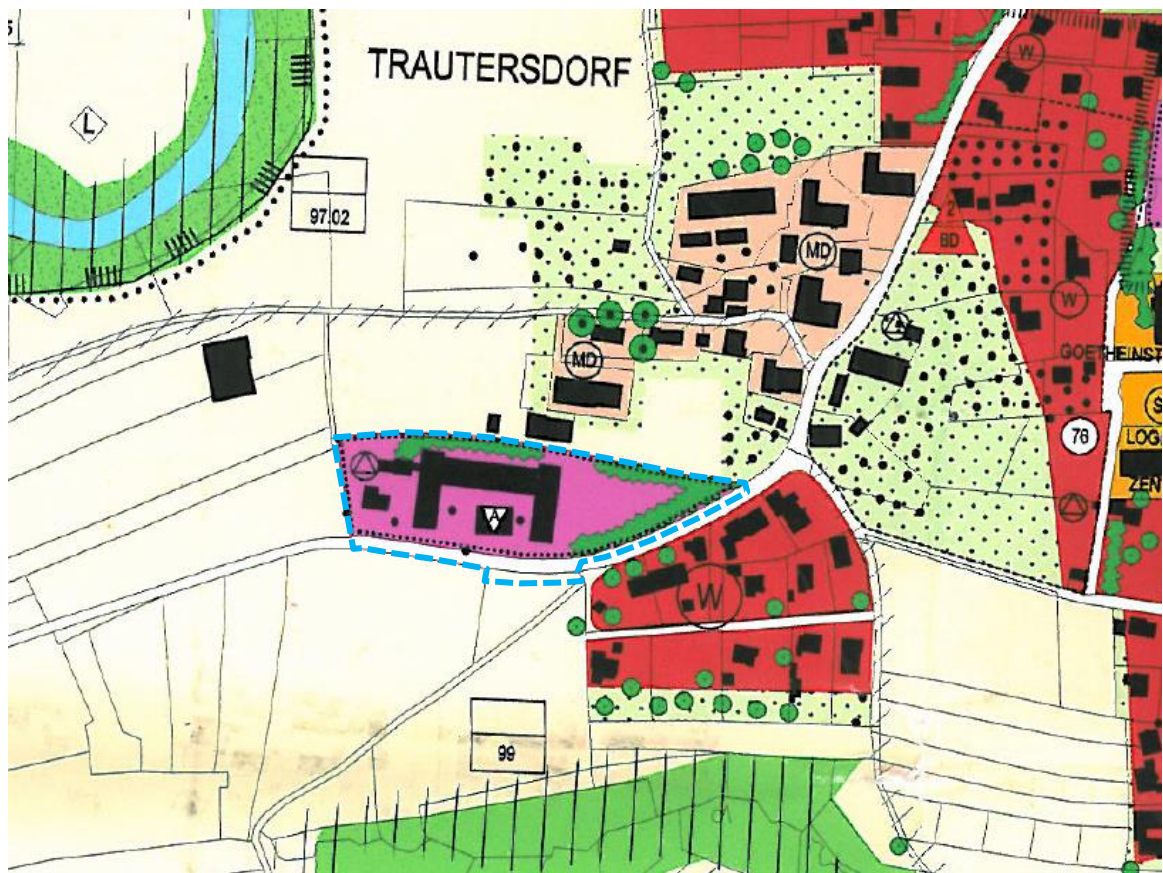 TRAUTERSDORF
W
L
97.02
2
BD
MD
W
MD
GOETHEINST
S
76
LOG.
ZEN
A
W
99